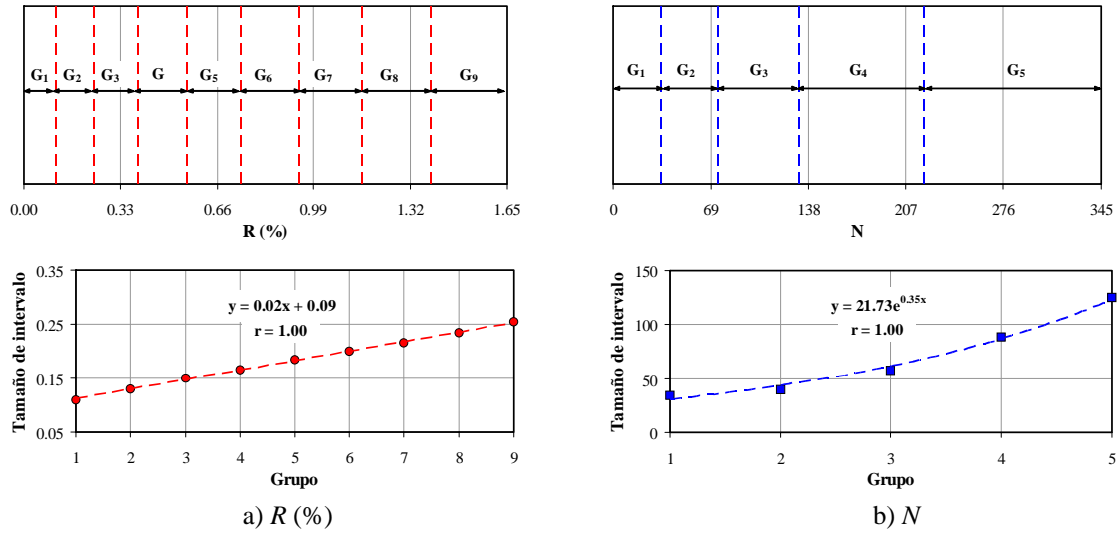 G1 G2 G3 G G5 G6 G7 G8 G9
0.00 0.33 0.66 0.99 1.32 1.65
R (%)
G1 G2 G3 G4 G5
0 69 138 207 276 345
N
Tamaño de intervalo
0.35
0.25
0.15
0.05
y = 0.02x + 0.09
r = 1.00
1 2 3 4 5 6 7 8 9
Grupo
a) R (%)
Tamaño de intervalo
150
100
50
0
y = 21.73e^0.35x
r = 1.00
1 2 3 4 5
Grupo
b) N